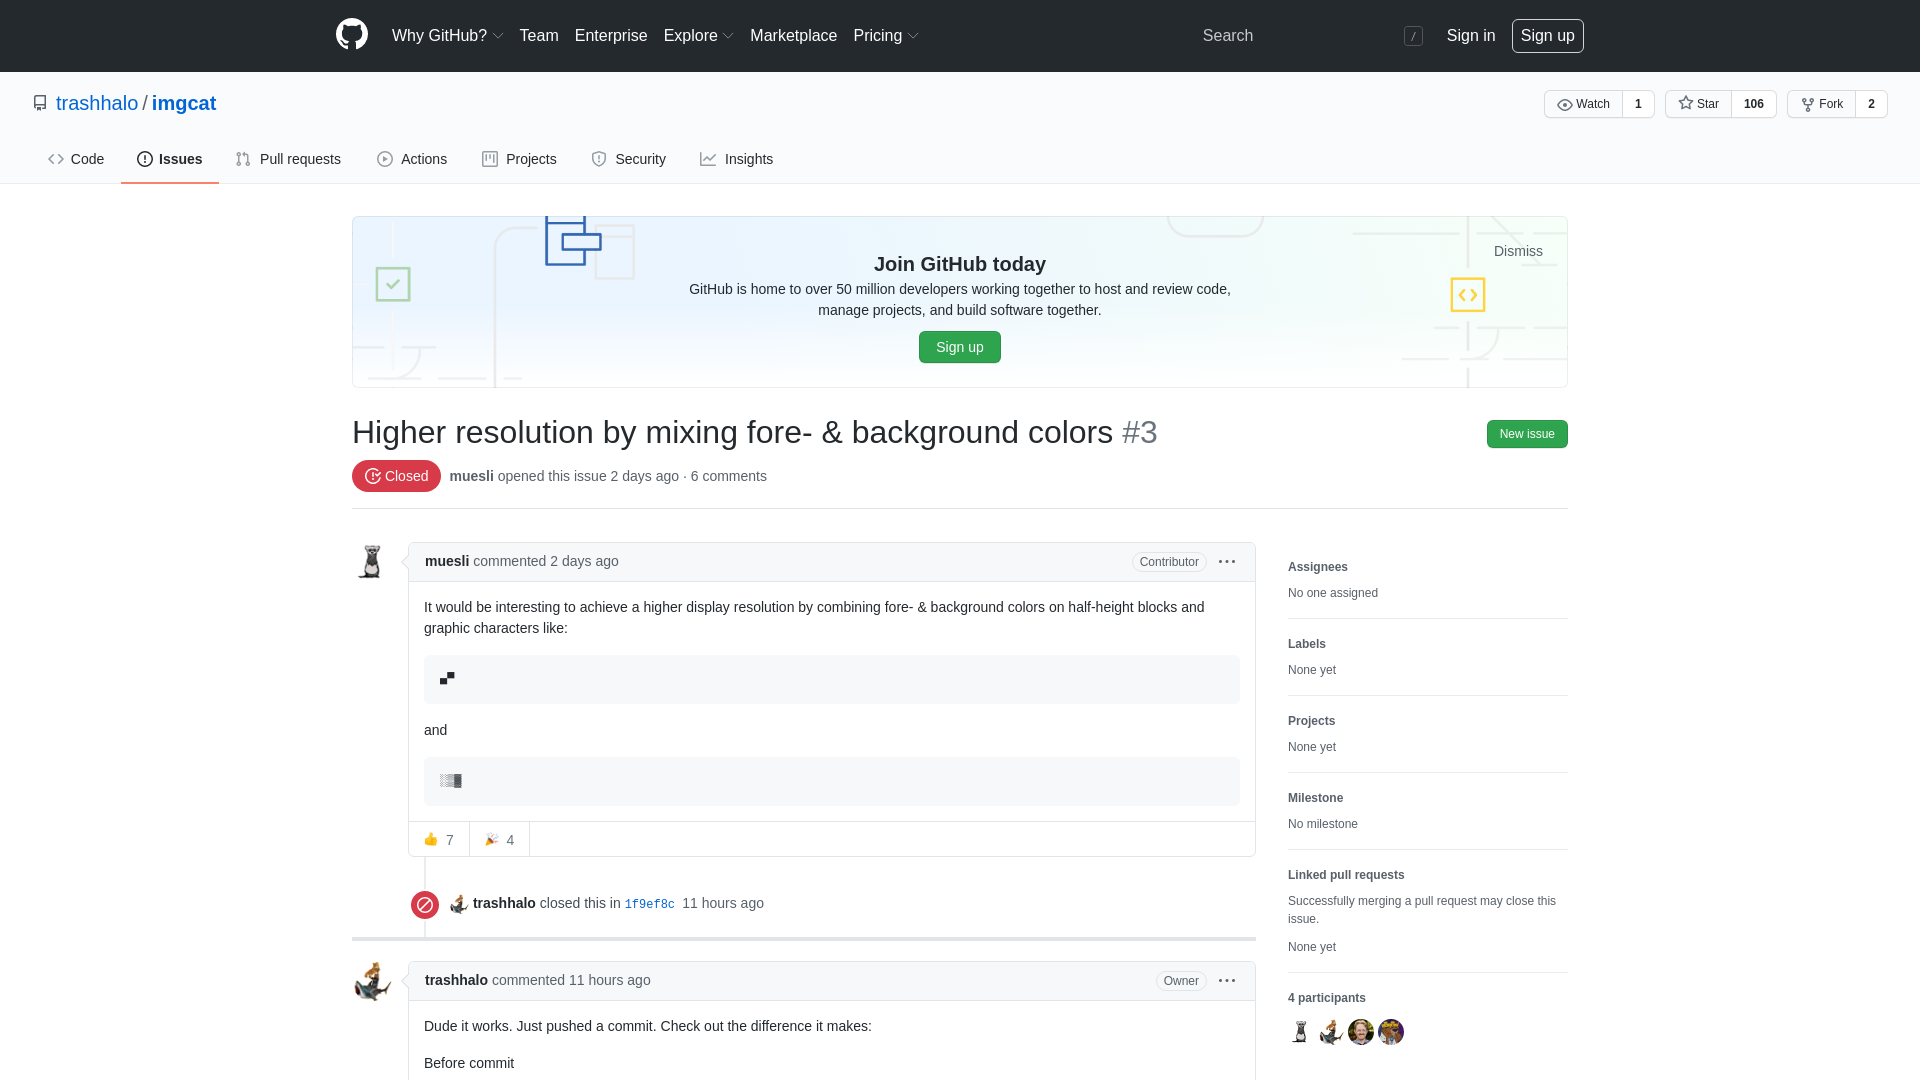 Why GitHub? Team Enterprise Explore Marketplace Pricing Search / Sign in Sign up
trashhalo / imgcat Watch 1 Star 106 Fork 2
Code Issues Pull requests Actions Projects Security Insights
Dismiss
Join GitHub today
GitHub is home to over 50 million developers working together to host and review code,
manage projects, and build software together.
Sign up
Higher resolution by mixing fore- & background colors #3
New issue
Closed muesli opened this issue 2 days ago · 6 comments
muesli commented 2 days ago Contributor
It would be interesting to achieve a higher display resolution by combining fore- & background colors on half-height blocks and
graphic characters like:
▄▀
and
░▒▓
👍 7 🎉 4
trashhalo closed this in 1f9ef8c 11 hours ago
trashhalo commented 11 hours ago Owner
Dude it works. Just pushed a commit. Check out the difference it makes:
Before commit
Assignees
No one assigned
Labels
None yet
Projects
None yet
Milestone
No milestone
Linked pull requests
Successfully merging a pull request may close this
issue.
None yet
4 participants